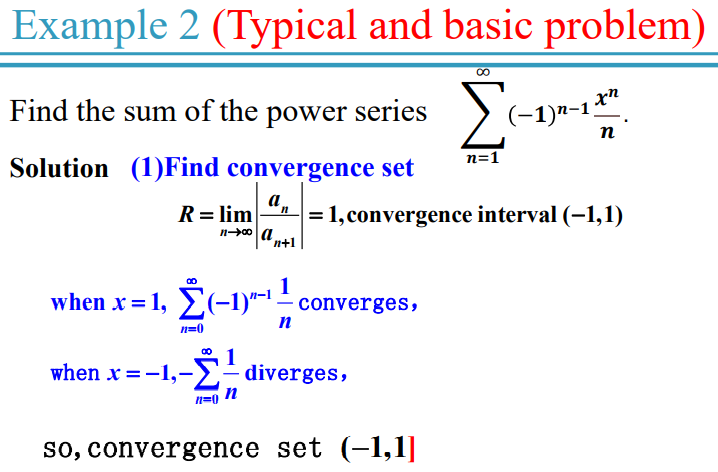 Example 2 (Typical and basic problem)
Find the sum of the power series $\sum_{n=1}^{\infty}(-1)^{n-1}\frac{x^n}{n}.$
Solution (1)Find convergence set
$R=\lim_{n\to\infty}\left|\frac{a_n}{a_{n+1}}\right|=1$,convergence interval (−1,1)
when $x=1$, $\sum_{n=0}^{\infty}(-1)^{n-1}\frac{1}{n}$ converges,
when $x=-1$,$-\sum_{n=0}^{\infty}\frac{1}{n}$ diverges,
so,convergence set (−1,1]